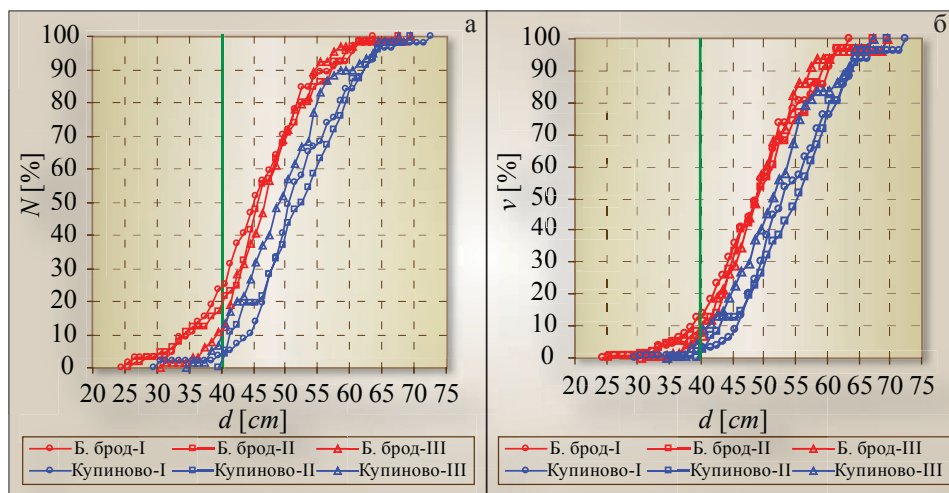 а
100
90
80
70
60
50
40
30
20
10
0
N [%]
20 25 30 35 40 45 50 55 60 65 70 75
d [cm]
Б. брод-I Б. брод-II Б. брод-III
Купиново-I Купиново-II Купиново-III
б
100
90
80
70
60
50
40
30
20
10
0
v [%]
20 25 30 35 40 45 50 55 60 65 70 75
d [cm]
Б. брод-I Б. брод-II Б. брод-III
Купиново-I Купиново-II Купиново-III